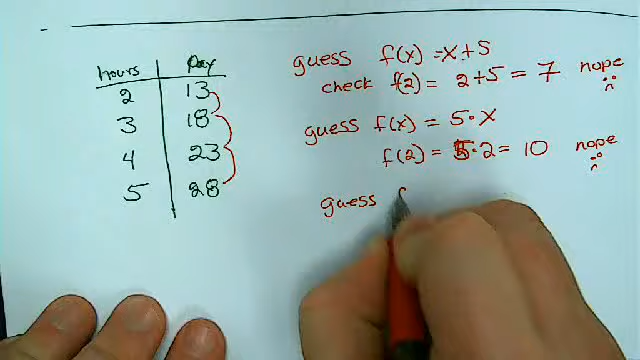 hours Pay
2 13
3 18
4 23
5 28
guess f(x) = x + 5
check f(2) = 2+5 = 7 nope
guess f(x) = 5·x
f(2) = 5·2 = 10 nope
guess